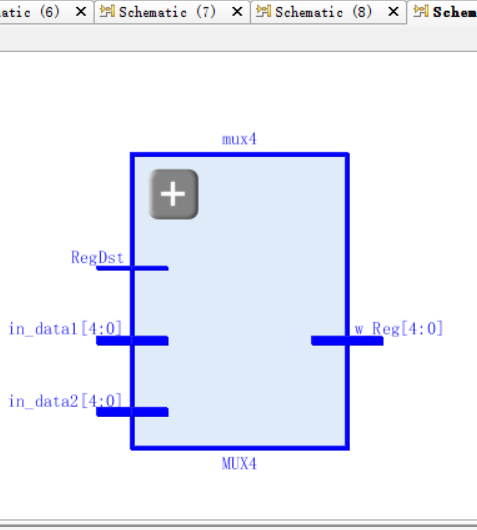 atic (6) Schematic (7) Schematic (8) Schem
mux4
RegDst
in_data1[4:0]
w_Reg[4:0]
in_data2[4:0]
MUX4